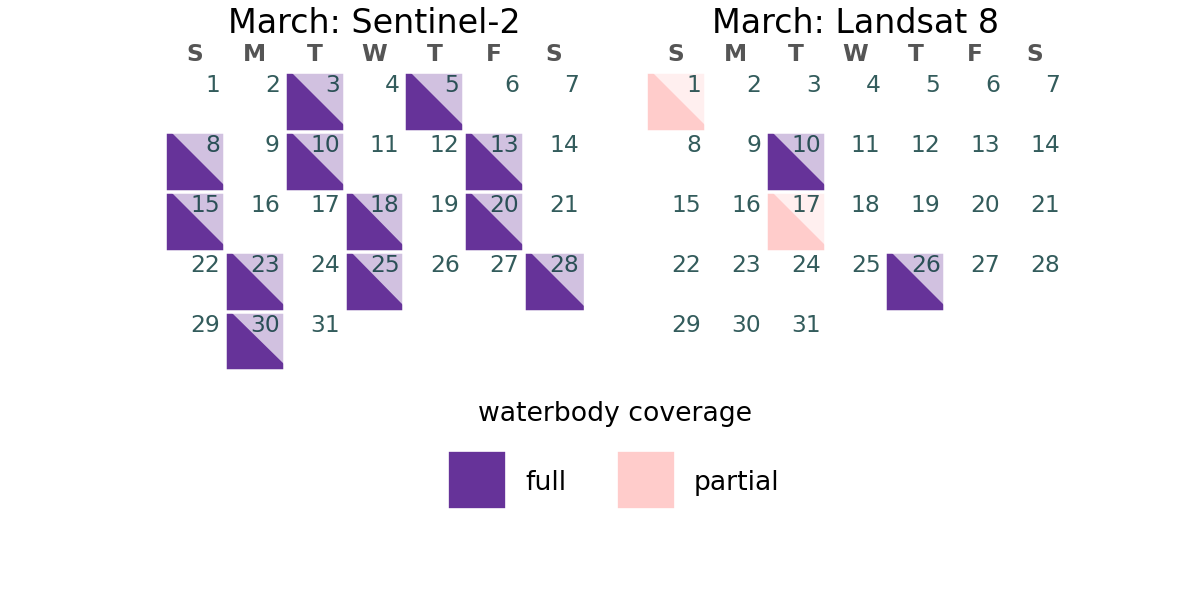 March: Sentinel-2
S M T W T F S
1 2 3 4 5 6 7
8 9 10 11 12 13 14
15 16 17 18 19 20 21
22 23 24 25 26 27 28
29 30 31
March: Landsat 8
S M T W T F S
1 2 3 4 5 6 7
8 9 10 11 12 13 14
15 16 17 18 19 20 21
22 23 24 25 26 27 28
29 30 31
waterbody coverage
full
partial